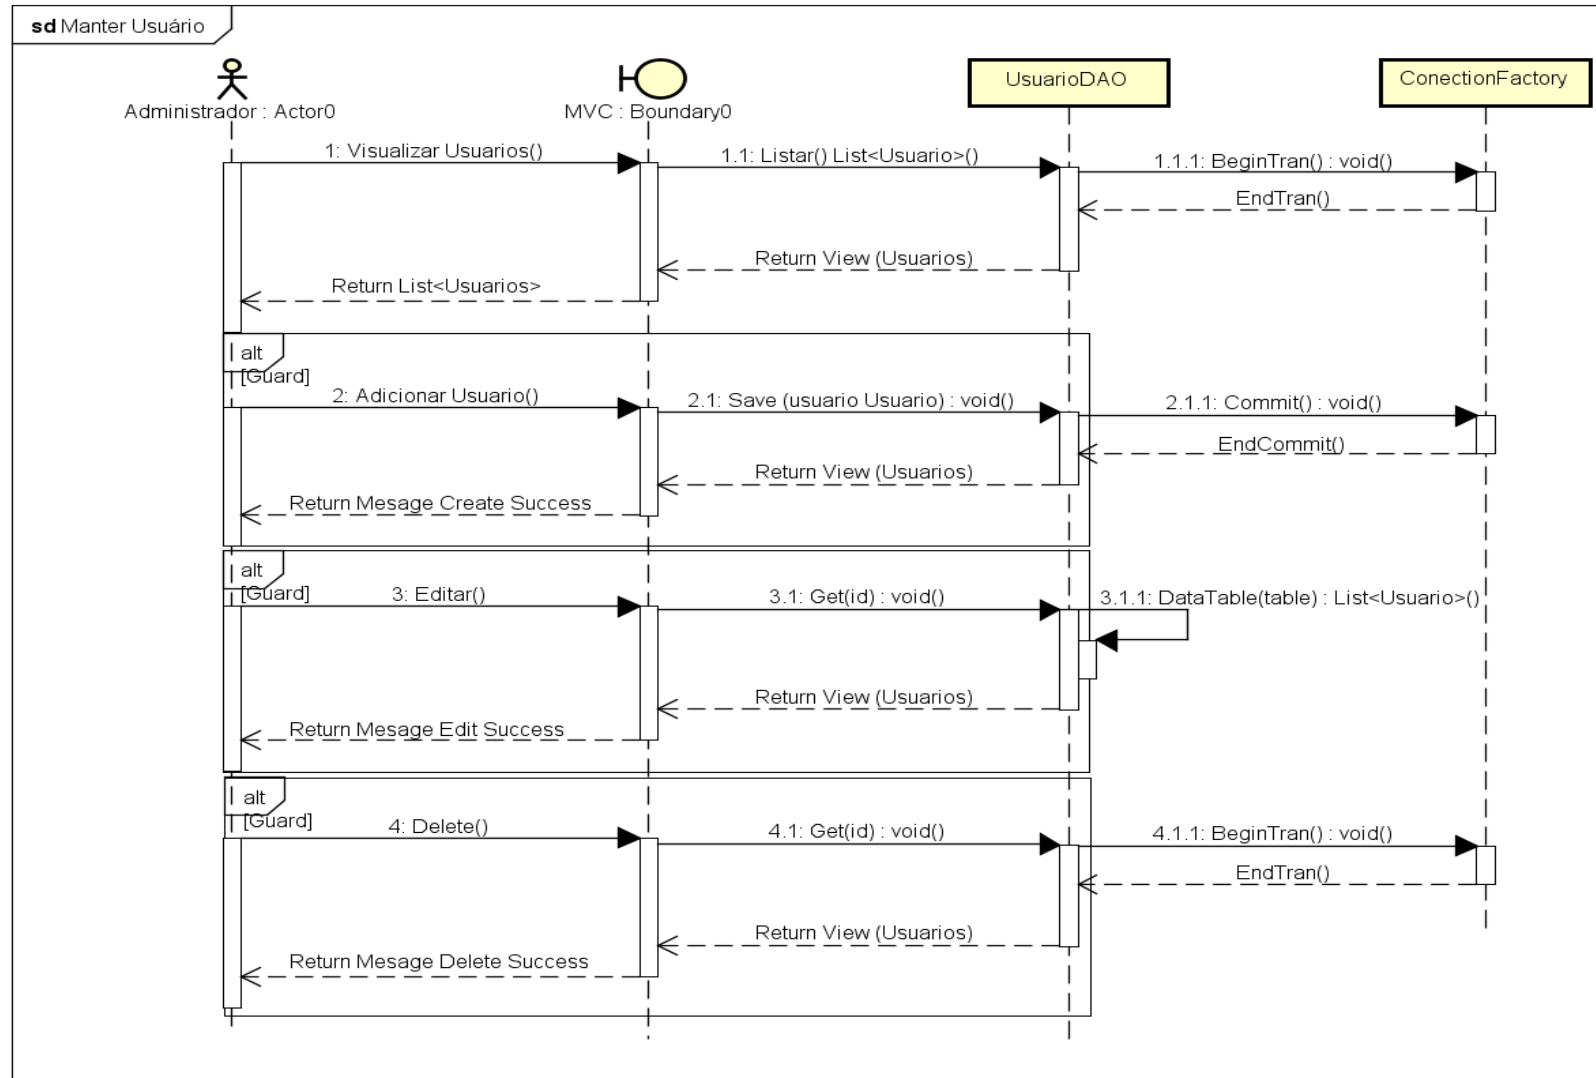 sd Manter Usuário
Administrador : Actor0
MVC : Boundary0
UsuarioDAO
ConectionFactory
1: Visualizar Usuarios()
1.1: Listar() List<Usuario>()
1.1.1: BeginTran() : void()
EndTran()
Return View (Usuarios)
Return List<Usuarios>
alt
[Guard]
2: Adicionar Usuario()
2.1: Save (usuario Usuario) : void()
2.1.1: Commit() : void()
EndCommit()
Return View (Usuarios)
Return Mesage Create Success
alt
[Guard]
3: Editar()
3.1: Get(id) : void()
3.1.1: DataTable(table) : List<Usuario>()
Return View (Usuarios)
Return Mesage Edit Success
alt
[Guard]
4: Delete()
4.1: Get(id) : void()
4.1.1: BeginTran() : void()
EndTran()
Return View (Usuarios)
Return Mesage Delete Success